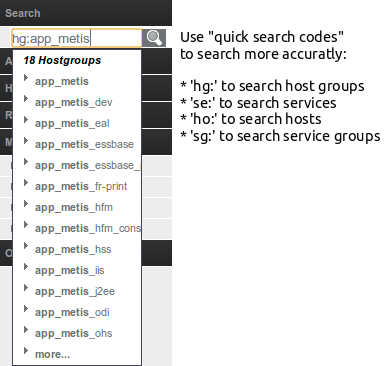 Search
hg:app_metis
18 Hostgroups
app_metis
app_metis_dev
app_metis_eal
app_metis_essbase
app_metis_essbase_
app_metis_fr-print
app_metis_hfm
app_metis_hfm_cons
app_metis_hss
app_metis_iis
app_metis_j2ee
app_metis_odi
app_metis_ohs
more...
A
H
R
M
O
Use "quick search codes"
to search more accuratly:
* 'hg:' to search host groups
* 'se:' to search services
* 'ho:' to search hosts
* 'sg:' to search service groups